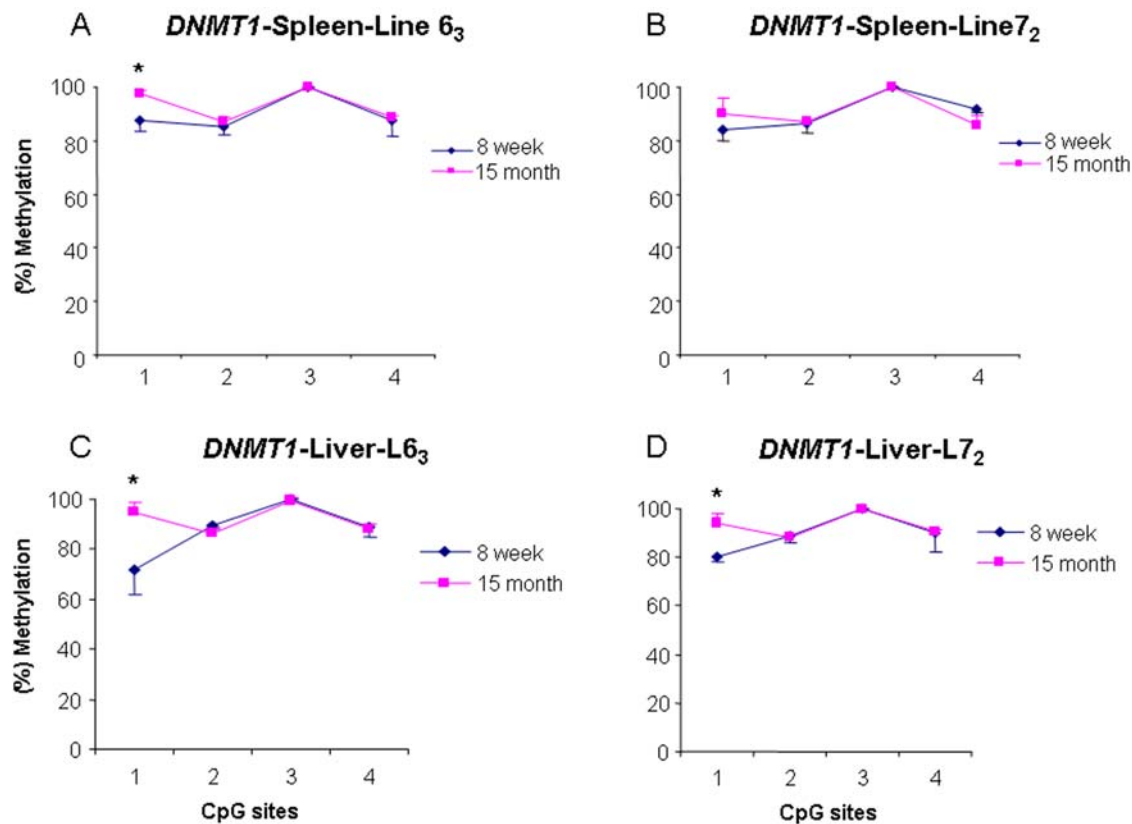 A DNMT1-Spleen-Line 6₃
*
100
80
60
40
20
0
(%) Methylation
1 2 3 4
8 week
15 month
B DNMT1-Spleen-Line7₂
100
80
60
40
20
0
1 2 3 4
8 week
15 month
C DNMT1-Liver-L6₃
*
100
80
60
40
20
0
(%) Methylation
1 2 3 4
CpG sites
8 week
15 month
D DNMT1-Liver-L7₂
*
100
80
60
40
20
0
1 2 3 4
CpG sites
8 week
15 month